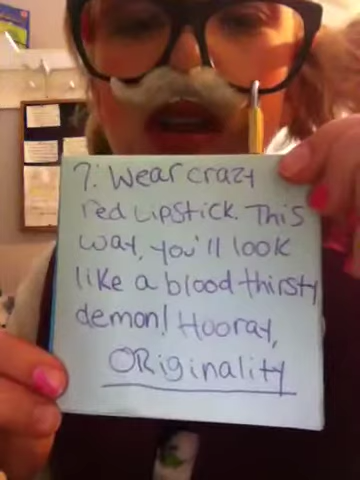 7: Wear crazy
red Lipstick. This
way, you'll look
like a blood thirsty
demon! Hooray,
ORiginality